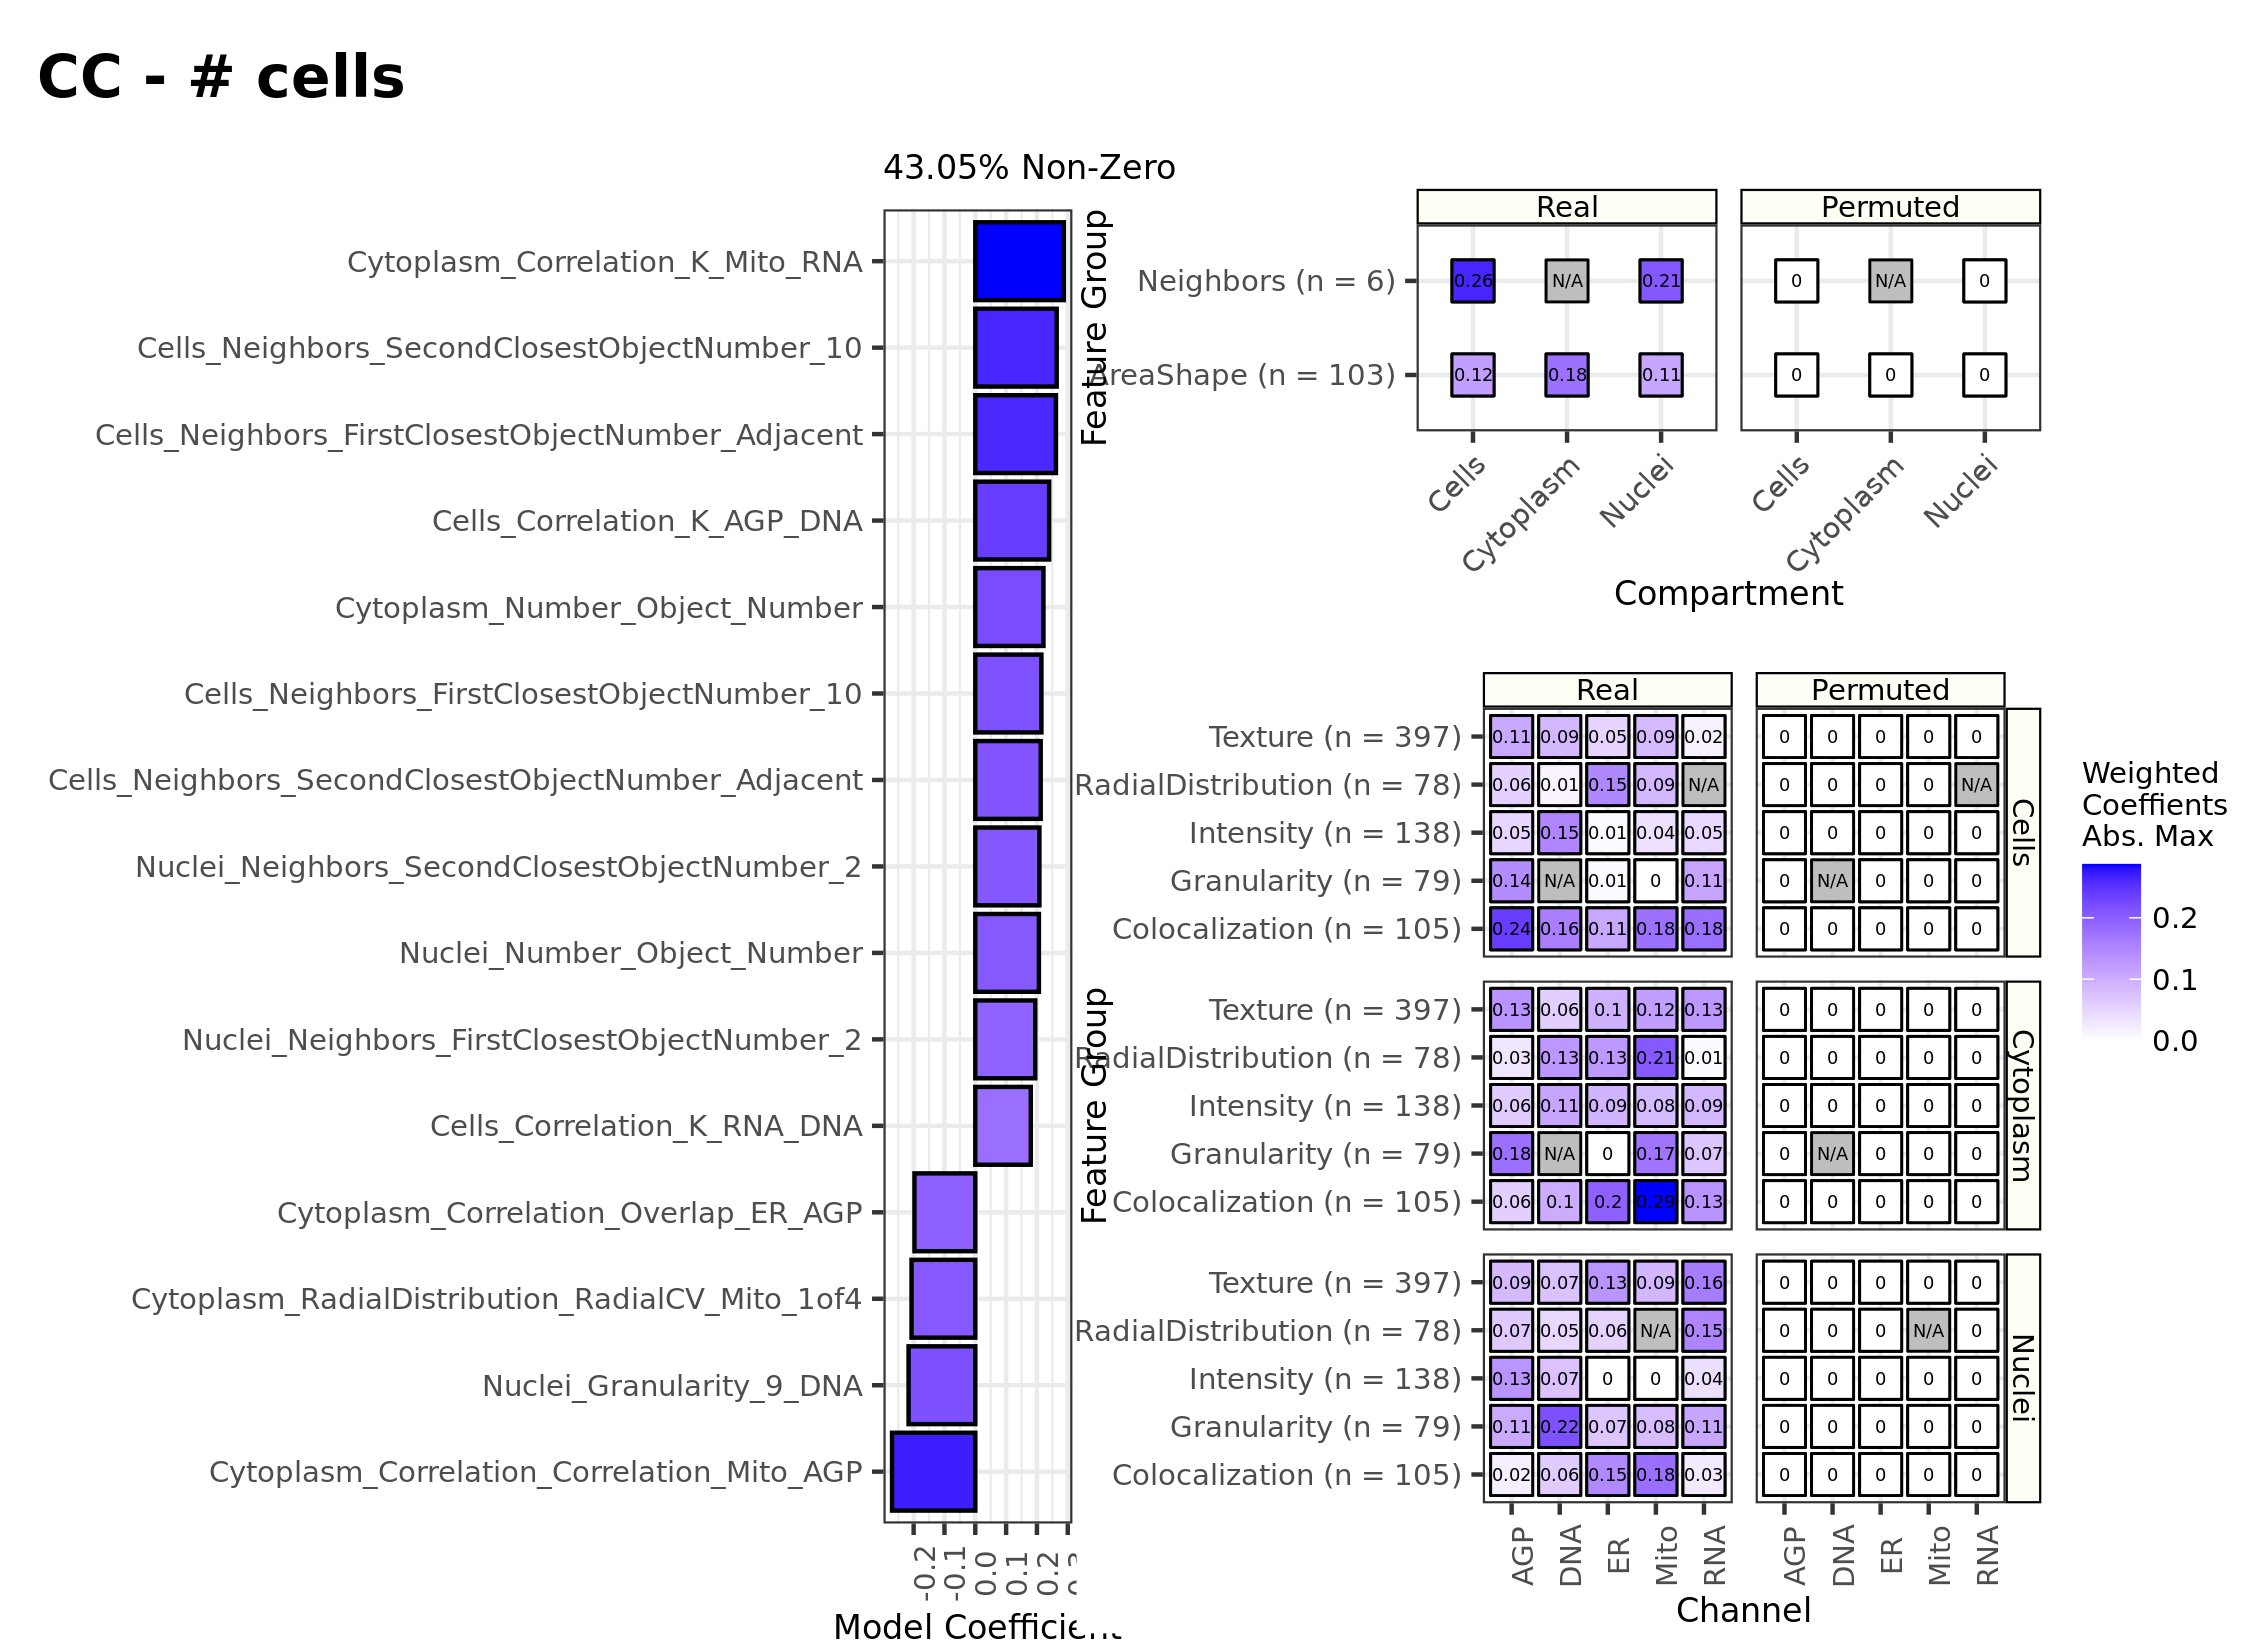 CC - # cells
43.05% Non-Zero
Cytoplasm_Correlation_K_Mito_RNA
Cells_Neighbors_SecondClosestObjectNumber_10
Cells_Neighbors_FirstClosestObjectNumber_Adjacent
Cells_Correlation_K_AGP_DNA
Cytoplasm_Number_Object_Number
Cells_Neighbors_FirstClosestObjectNumber_10
Cells_Neighbors_SecondClosestObjectNumber_Adjacent
Nuclei_Neighbors_SecondClosestObjectNumber_2
Nuclei_Number_Object_Number
Nuclei_Neighbors_FirstClosestObjectNumber_2
Cells_Correlation_K_RNA_DNA
Cytoplasm_Correlation_Overlap_ER_AGP
Cytoplasm_RadialDistribution_RadialCV_Mito_1of4
Nuclei_Granularity_9_DNA
Cytoplasm_Correlation_Correlation_Mito_AGP
-0.2 -0.1 0.0 0.1 0.2
Model Coefficient
Feature Group
Real Permuted
Neighbors (n = 6) 0.26 N/A 0.21 0 N/A 0
AreaShape (n = 103) 0.12 0.18 0.11 0 0 0
Cells Cytoplasm Nuclei Cells Cytoplasm Nuclei
Compartment
Feature Group
Real Permuted
Texture (n = 397) 0.11 0.09 0.05 0.09 0.02 0 0 0 0 0
RadialDistribution (n = 78) 0.06 0.01 0.15 0.09 N/A 0 0 0 0 N/A
Intensity (n = 138) 0.05 0.15 0.01 0.04 0.05 0 0 0 0 0
Granularity (n = 79) 0.14 N/A 0.01 0 0.11 0 N/A 0 0 0
Colocalization (n = 105) 0.24 0.16 0.11 0.18 0.18 0 0 0 0 0
Cells
Texture (n = 397) 0.13 0.06 0.1 0.12 0.13 0 0 0 0 0
RadialDistribution (n = 78) 0.03 0.13 0.13 0.21 0.01 0 0 0 0 0
Intensity (n = 138) 0.06 0.11 0.09 0.08 0.09 0 0 0 0 0
Granularity (n = 79) 0.18 N/A 0 0.17 0.07 0 N/A 0 0 0
Colocalization (n = 105) 0.06 0.1 0.2 0.29 0.13 0 0 0 0 0
Cytoplasm
Texture (n = 397) 0.09 0.07 0.13 0.09 0.16 0 0 0 0 0
RadialDistribution (n = 78) 0.07 0.05 0.06 N/A 0.15 0 0 0 N/A 0
Intensity (n = 138) 0.13 0.07 0 0 0.04 0 0 0 0 0
Granularity (n = 79) 0.11 0.22 0.07 0.08 0.11 0 0 0 0 0
Colocalization (n = 105) 0.02 0.06 0.15 0.18 0.03 0 0 0 0 0
Nuclei
AGP DNA ER Mito RNA AGP DNA ER Mito RNA
Channel
Weighted
Coeffients
Abs. Max
0.2
0.1
0.0